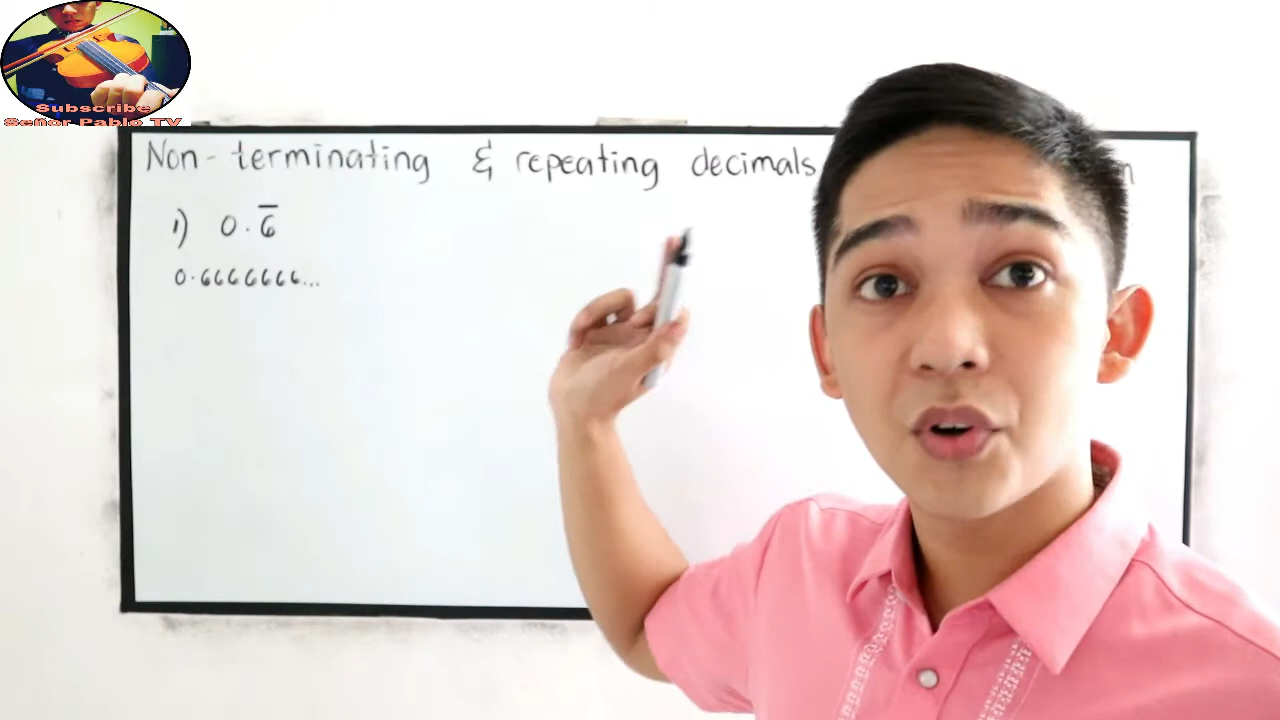 Subscribe
Señor Pablo TV
Non-terminating & repeating decimals
1) 0.6̅
0.6666666...